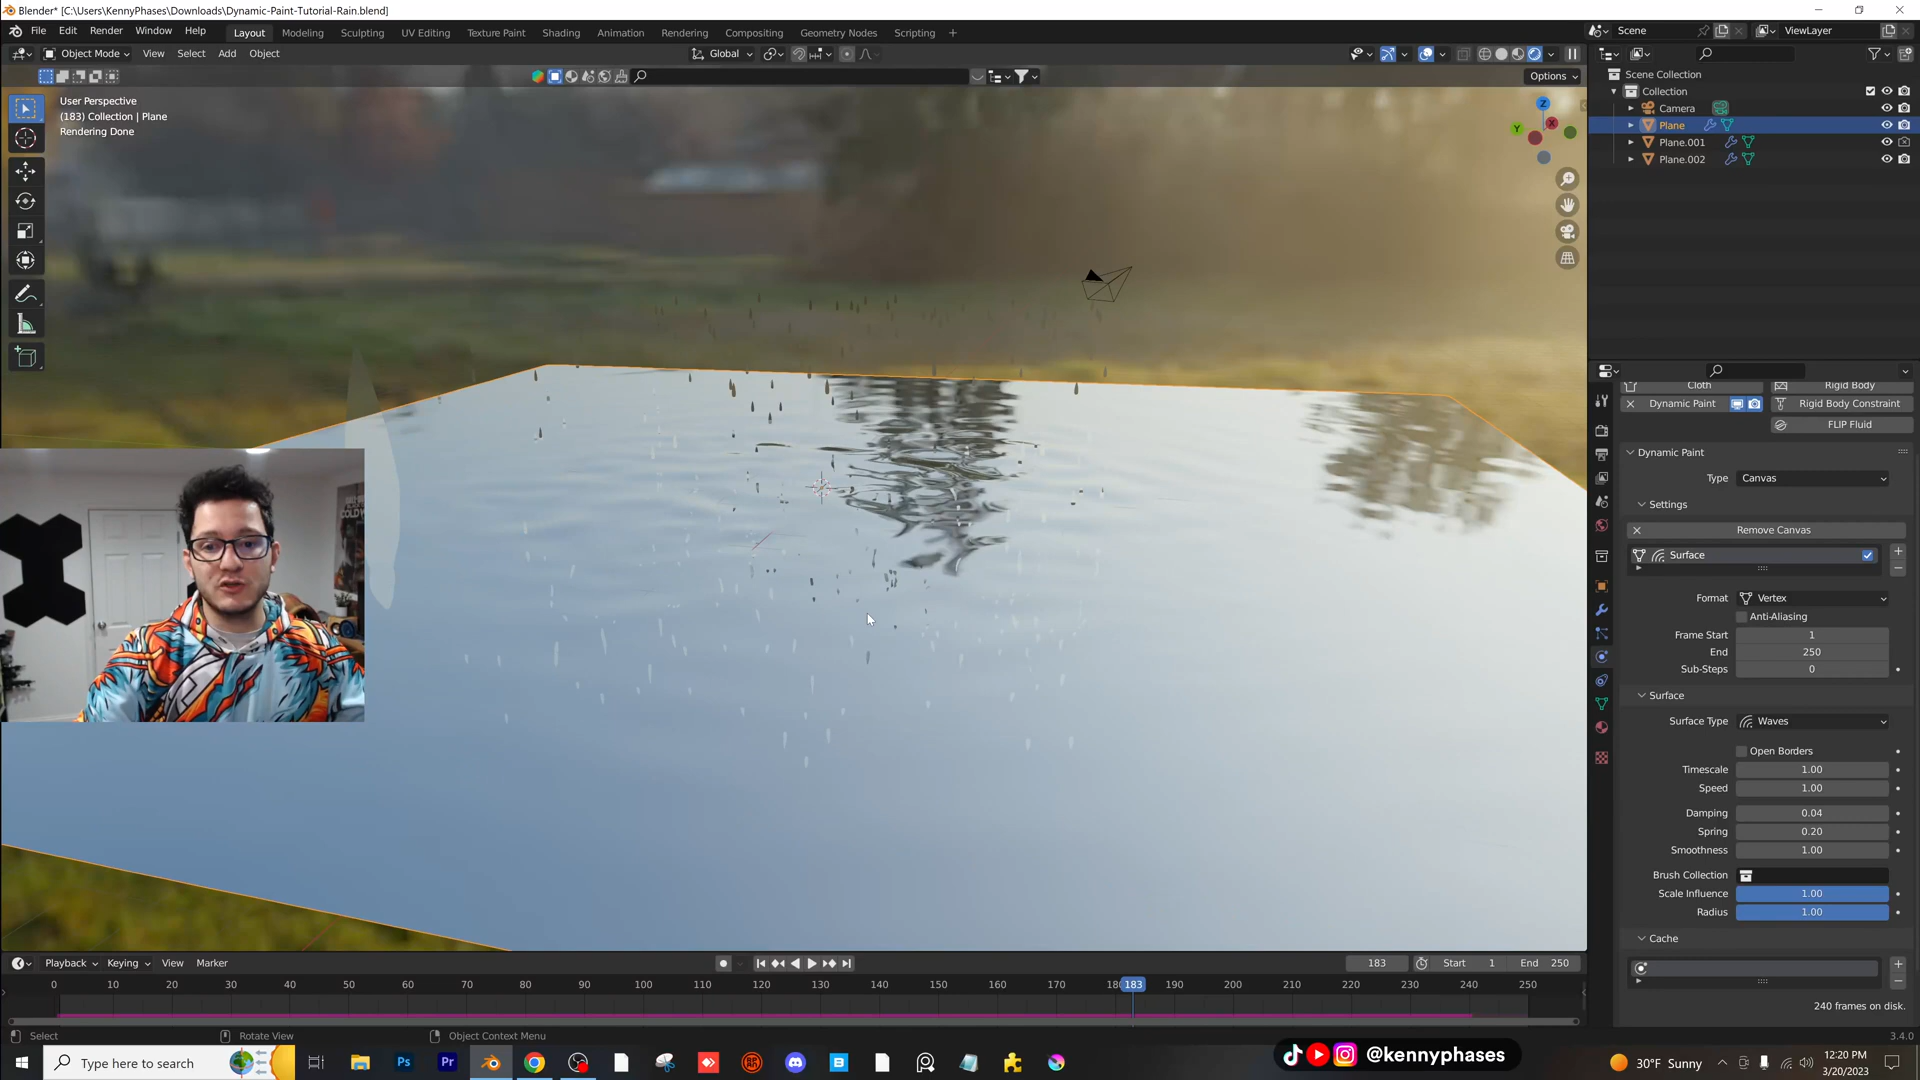 Blender* [C:\Users\KennyPhases\Downloads\Dynamic-Paint-Tutorial-Rain.blend]
File Edit Render Window Help Layout Modeling Sculpting UV Editing Texture Paint Shading Animation Rendering Compositing Geometry Nodes Scripting + Scene ViewLayer
Object Mode View Select Add Object Global
Options
User Perspective
(183) Collection | Plane
Rendering Done
Z
X
Y
Scene Collection
Collection
Camera
Plane
Plane.001
Plane.002
Cloth Rigid Body
Dynamic Paint Rigid Body Constraint
FLIP Fluid
Dynamic Paint
Type Canvas
Settings
Remove Canvas
Surface
Format Vertex
Anti-Aliasing
Frame Start 1
End 250
Sub-Steps 0
Surface
Surface Type Waves
Open Borders
Timescale 1.00
Speed 1.00
Damping 0.04
Spring 0.20
Smoothness 1.00
Brush Collection
Scale Influence 1.00
Radius 1.00
Cache
240 frames on disk.
Playback Keying View Marker 183 Start 1 End 250
0 10 20 30 40 50 60 70 80 90 100 110 120 130 140 150 160 170 183 190 200 210 220 230 240 250
Select Rotate View Object Context Menu 3.4.0
Type here to search
Ps Pr
@kennyphases
30°F Sunny
12:20 PM
3/20/2023